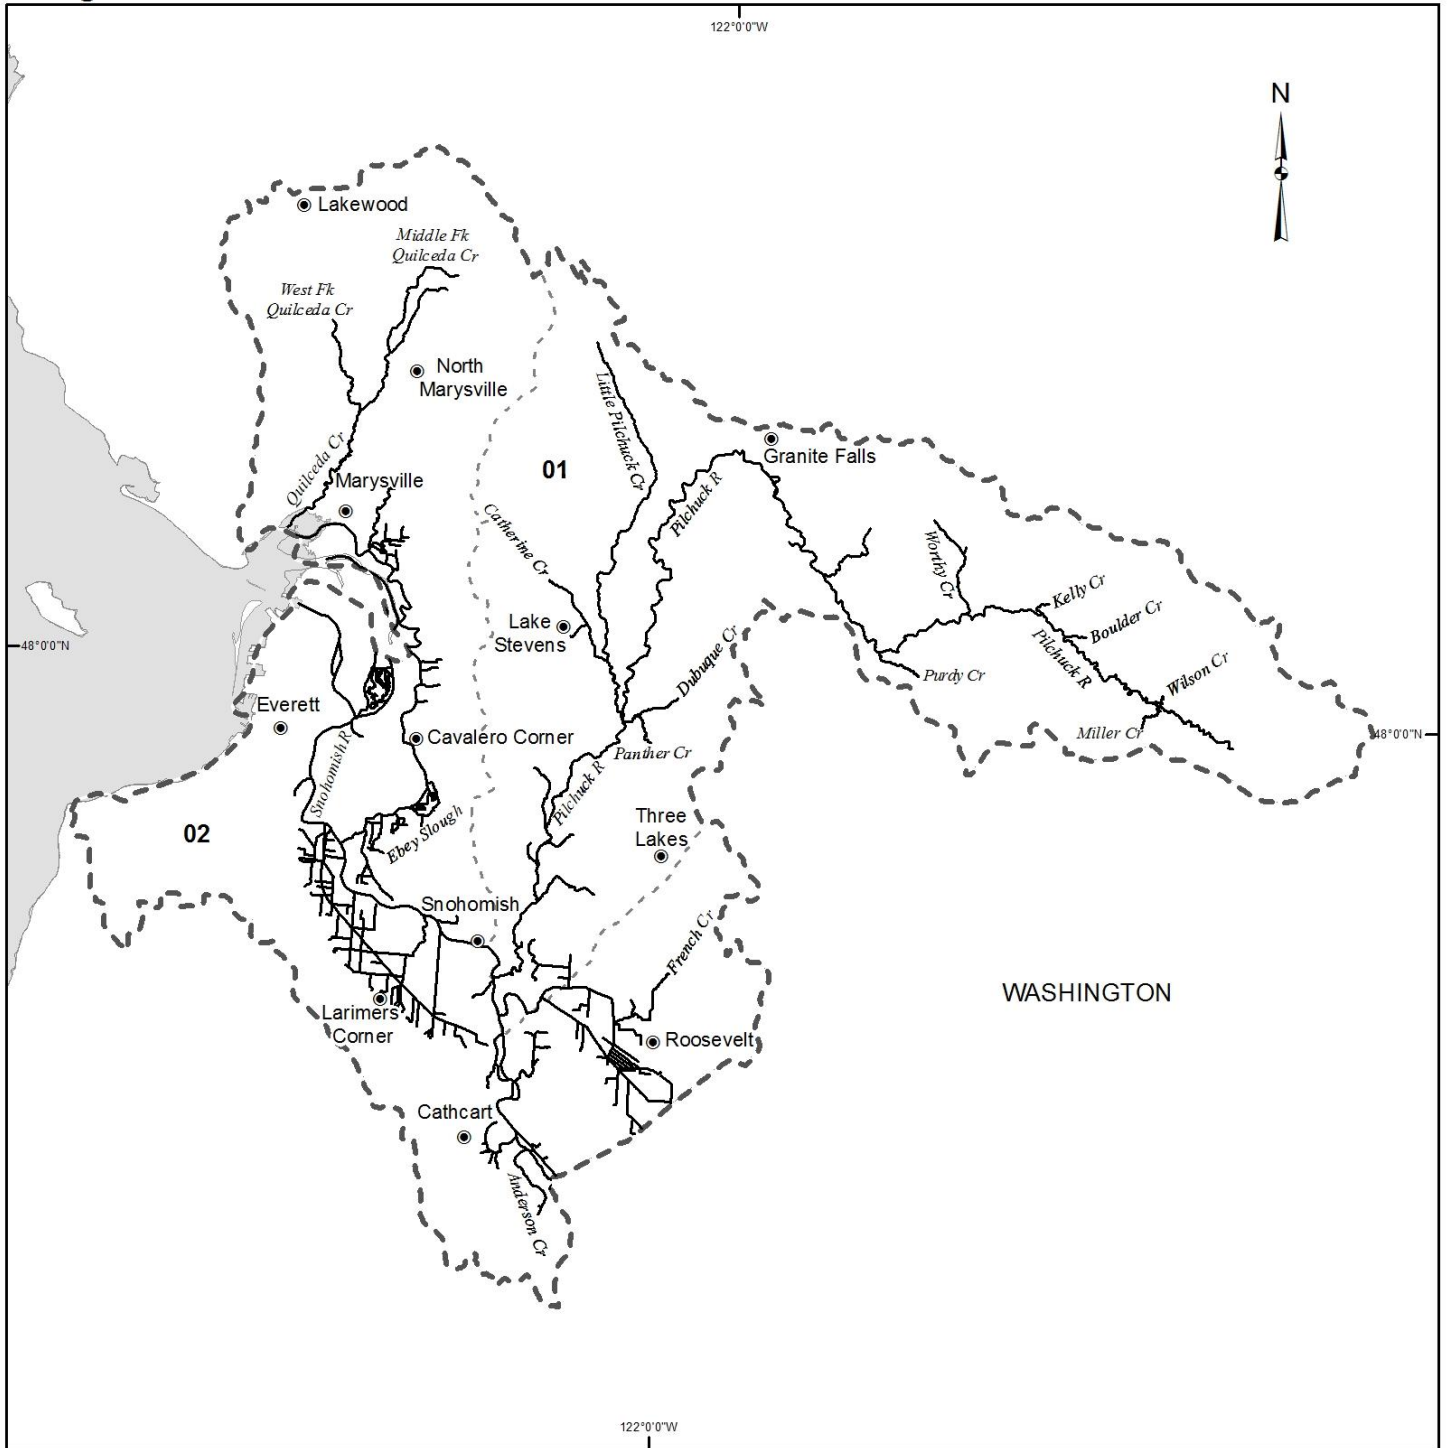 122°0'0"W
N
Lakewood
Middle Fk
Quilceda Cr
West Fk
Quilceda Cr
North
Marysville
Little Pilchuck Cr
Granite Falls
Quilceda Cr
Marysville
01
Pilchuck R
Catherine Cr
Worthy Cr
Kelly Cr
Boulder Cr
Lake
Stevens
Dubuque Cr
48°0'0"N
Pilchuck R
Wilson Cr
Purdy Cr
Everett
Cavalero Corner
Miller Cr
48°0'0"N
Snohomish R
Panther Cr
Pilchuck R
02
Three
Lakes
Ebey Slough
Snohomish
French Cr
WASHINGTON
Larimers
Corner
Roosevelt
Cathcart
Anderson Cr
122°0'0"W